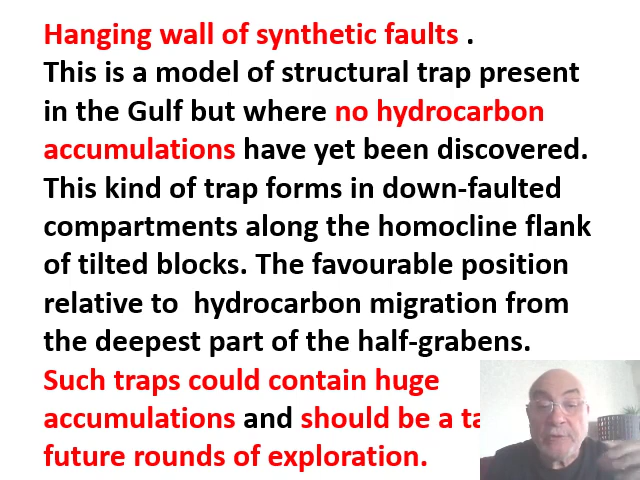 Hanging wall of synthetic faults .
This is a model of structural trap present
in the Gulf but where no hydrocarbon
accumulations have yet been discovered.
This kind of trap forms in down-faulted
compartments along the homocline flank
of tilted blocks. The favourable position
relative to  hydrocarbon migration from
the deepest part of the half-grabens.
Such traps could contain huge
accumulations and should be a
future rounds of exploration.